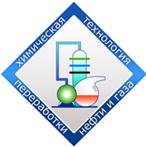 химическая
технология
переработки
нефти и газа